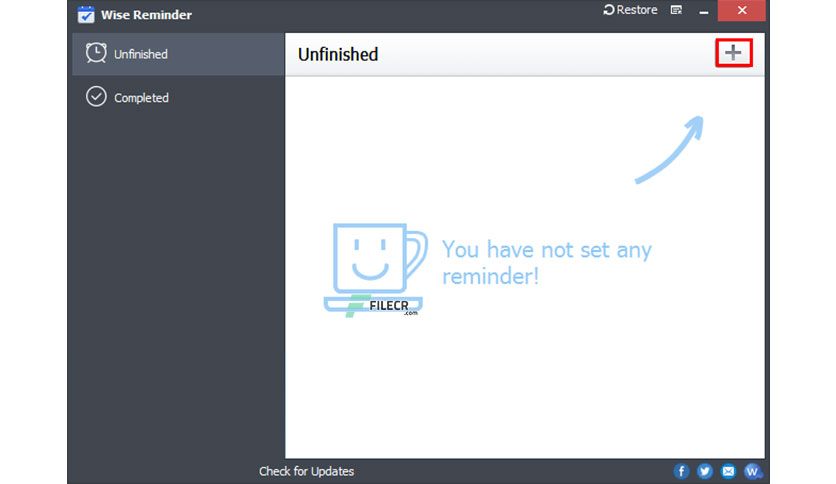 Wise Reminder
Restore
Unfinished
Completed
Unfinished
You have not set any
reminder!
FILECR
.com
Check for Updates
f
W